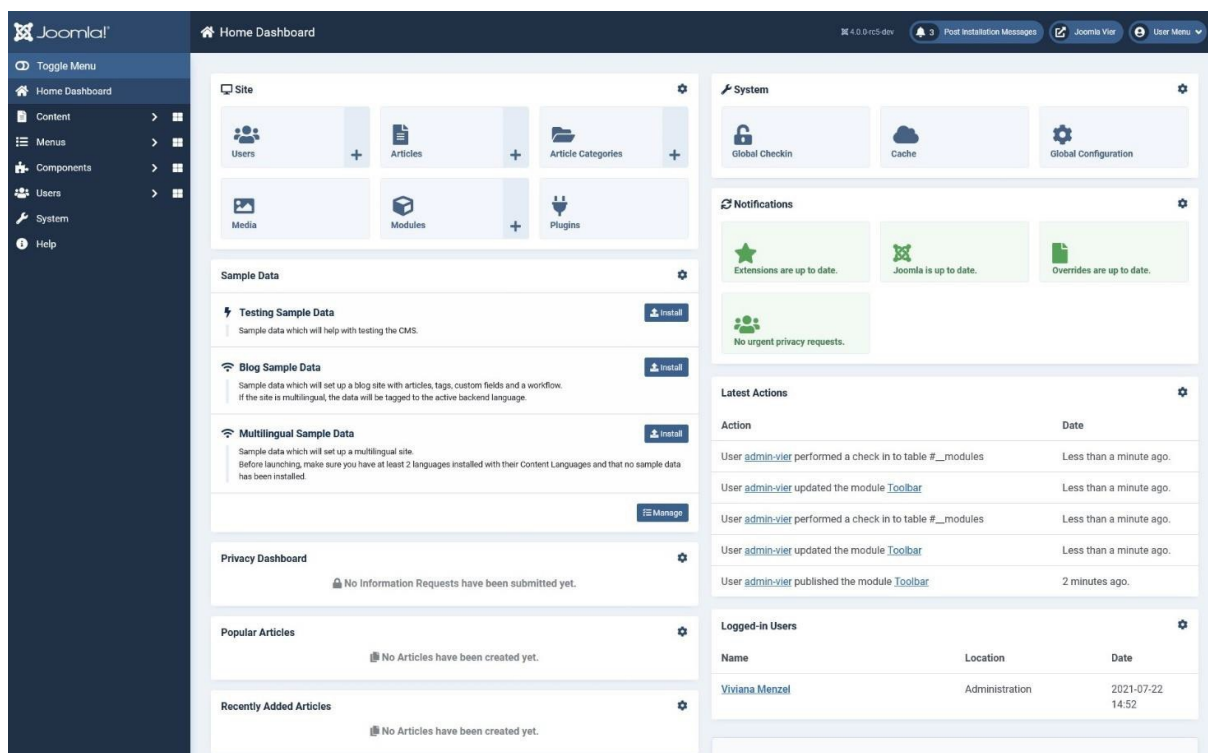 Joomla!
Home Dashboard
4.0.0-rc5-dev
3 Post Installation Messages
Joomla Vier
User Menu
Toggle Menu
Home Dashboard
Content
Menus
Components
Users
System
Help
Site
Users
Articles
Article Categories
Media
Modules
Plugins
Sample Data
Testing Sample Data
Install
Sample data which will help with testing the CMS.
Blog Sample Data
Install
Sample data which will set up a blog site with articles, tags, custom fields and a workflow.
If the site is multilingual, the data will be tagged to the active backend language.
Multilingual Sample Data
Install
Sample data which will set up a multilingual site.
Before launching, make sure you have at least 2 languages installed with their Content Languages and that no sample data
has been installed.
Manage
Privacy Dashboard
No Information Requests have been submitted yet.
Popular Articles
No Articles have been created yet.
Recently Added Articles
No Articles have been created yet.
System
Global Checkin
Cache
Global Configuration
Notifications
Extensions are up to date.
Joomla is up to date.
Overrides are up to date.
No urgent privacy requests.
Latest Actions
Action Date
User admin-vier performed a check in to table #__modules Less than a minute ago.
User admin-vier updated the module Toolbar Less than a minute ago.
User admin-vier performed a check in to table #__modules Less than a minute ago.
User admin-vier updated the module Toolbar Less than a minute ago.
User admin-vier published the module Toolbar 2 minutes ago.
Logged-in Users
Name Location Date
Viviana Menzel Administration 2021-07-22
14:52